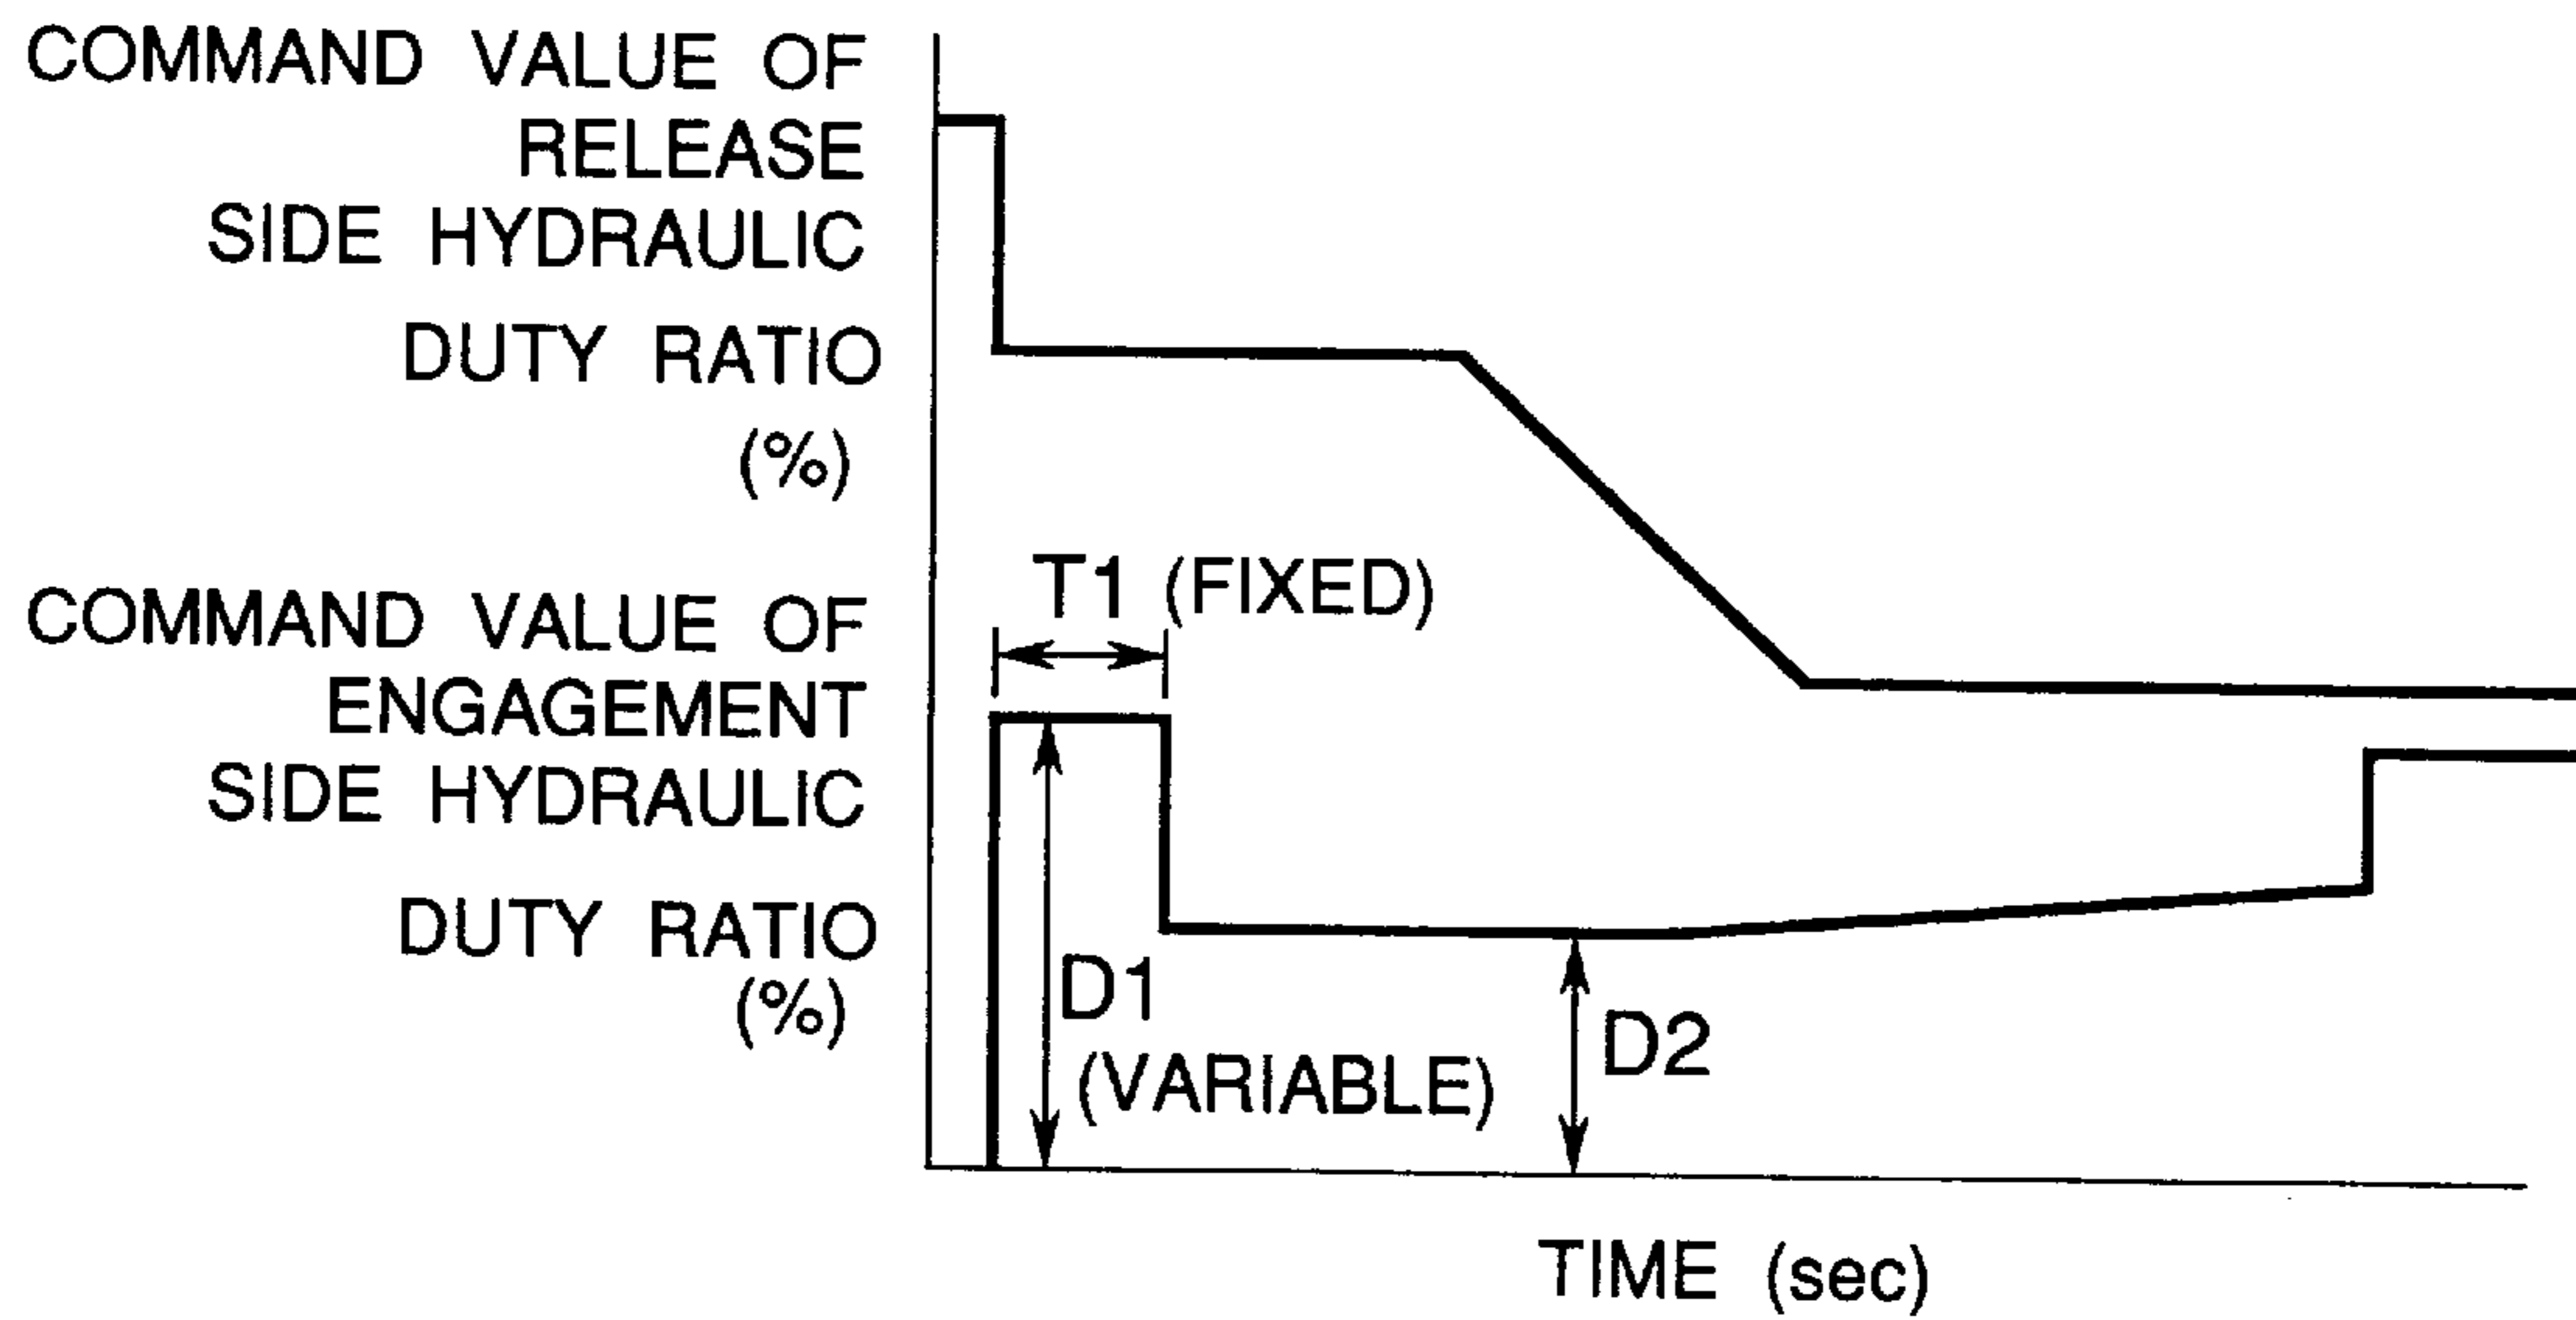 COMMAND VALUE OF
RELEASE
SIDE HYDRAULIC
DUTY RATIO
(%)
T1 (FIXED)
COMMAND VALUE OF
ENGAGEMENT
SIDE HYDRAULIC
DUTY RATIO
(%)
D1
(VARIABLE)
D2
TIME (sec)